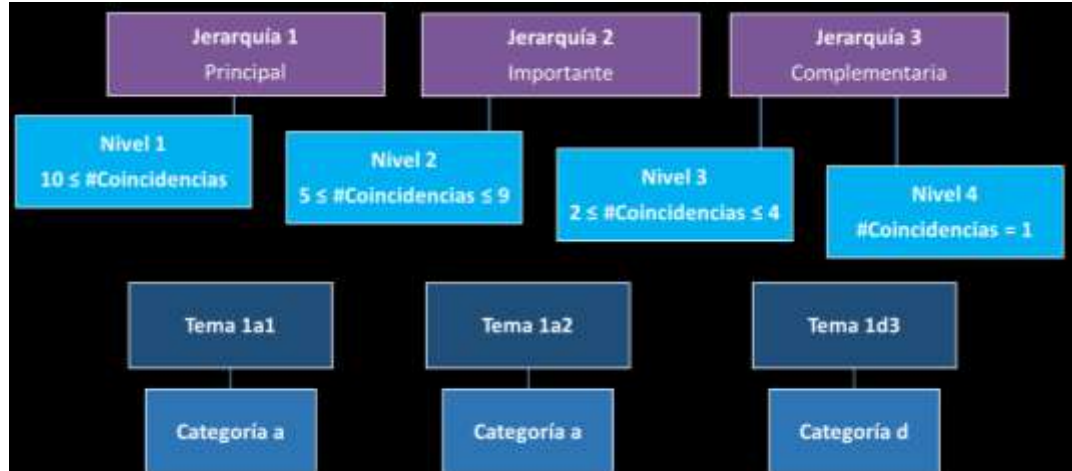 Jerarquía 1
Principal
Jerarquía 2
Importante
Jerarquía 3
Complementaria
Nivel 1
10 ≤ #Coincidencias
Nivel 2
5 ≤ #Coincidencias ≤ 9
Nivel 3
2 ≤ #Coincidencias ≤ 4
Nivel 4
#Coincidencias = 1
Tema 1a1
Tema 1a2
Tema 1d3
Categoría a
Categoría a
Categoría d